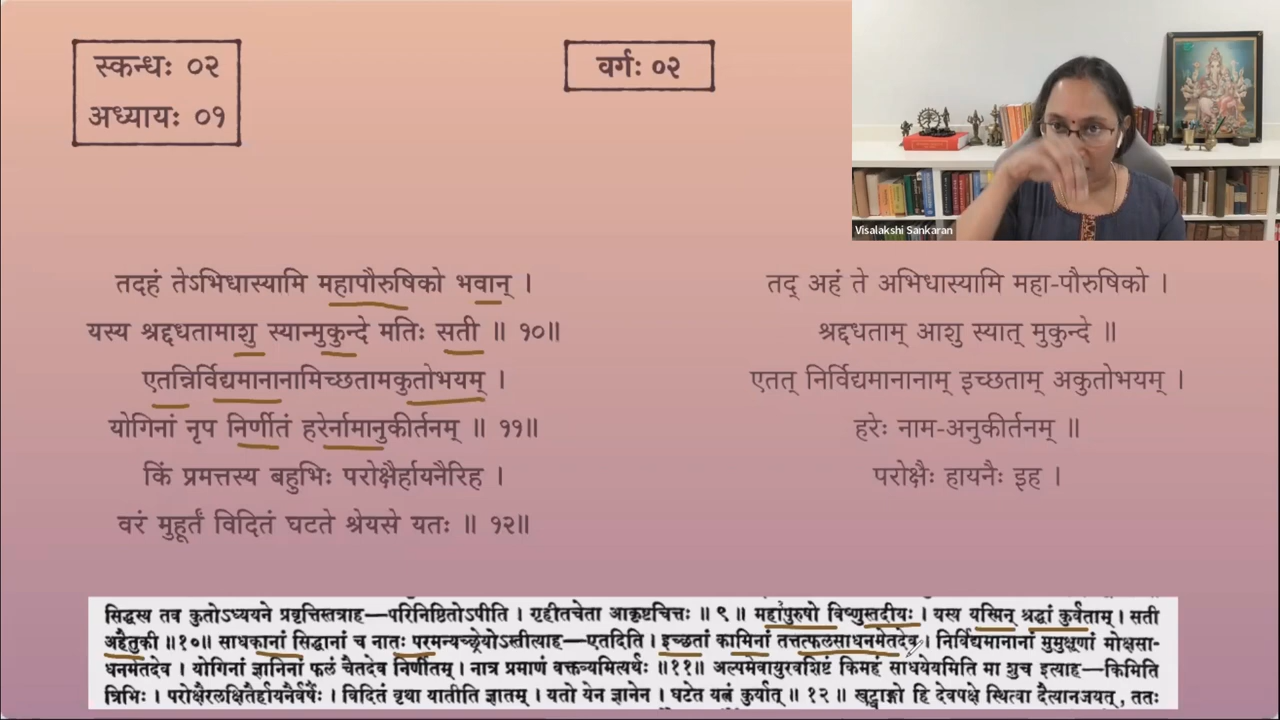 स्कन्धः ०२
अध्यायः ०१
वर्गः ०२
Visalakshi Sankaran
तदहं तेऽभिधास्यामि महापौरुषिको भवान् ।
यस्य श्रद्दधतामाशु स्यान्मुकुन्दे मतिः सती ॥ १०॥
एतन्निर्विद्यमानानामिच्छतामकुतोभयम् ।
योगिनां नृप निर्णीतं हरेर्नामानुकीर्तनम् ॥ ११॥
किं प्रमत्तस्य बहुभिः परोक्षैर्हायनैरिह ।
वरं मुहूर्तं विदितं घटते श्रेयसे यतः ॥ १२॥
तद् अहं ते अभिधास्यामि महा-पौरुषिको ।
श्रद्दधताम् आशु स्यात् मुकुन्दे ॥
एतत् निर्विद्यमानानाम् इच्छताम् अकुतोभयम् ।
हरेः नाम-अनुकीर्तनम् ॥
परोक्षैः हायनैः इह ।
सिद्धस्य तव कुतोऽध्ययने प्रवृत्तिस्तत्राह—परिनिष्ठितोऽपीति । गृहीतचेता आकृष्टचित्तः ॥ ९ ॥ महापुरुषो विष्णुस्तदीयः । यस्य यस्मिन् श्रद्धां कुर्वताम् । सती
अहैतुकी ॥१०॥ साधकानां सिद्धानां च नातः परमन्यच्छ्रेयोऽस्तीत्याह—एतदिति । इच्छतां कामिनां तत्तत्फलसाधनमेतदेव । निर्विद्यमानानां मुमुक्षूणां मोक्षसा-
धनमेतदेव । योगिनां ज्ञानिनां फलं चैतदेव निर्णीतम् । नात्र प्रमाणं वक्तव्यमित्यर्थः ॥११॥ अल्पमेवायुरवशिष्टं किमहं साधयेयमिति मा शुच इत्याह—किमिति
त्रिभिः । परोक्षैरलक्षितैर्हायनैर्वर्षैः । विदितं वृथा यातीति ज्ञातम् । यतो येन ज्ञानेन । घटेत यत्नं कुर्यात् ॥ १२ ॥ खट्वाङ्गो हि देवपक्षे स्थित्वा दैत्यानजयत्, ततः